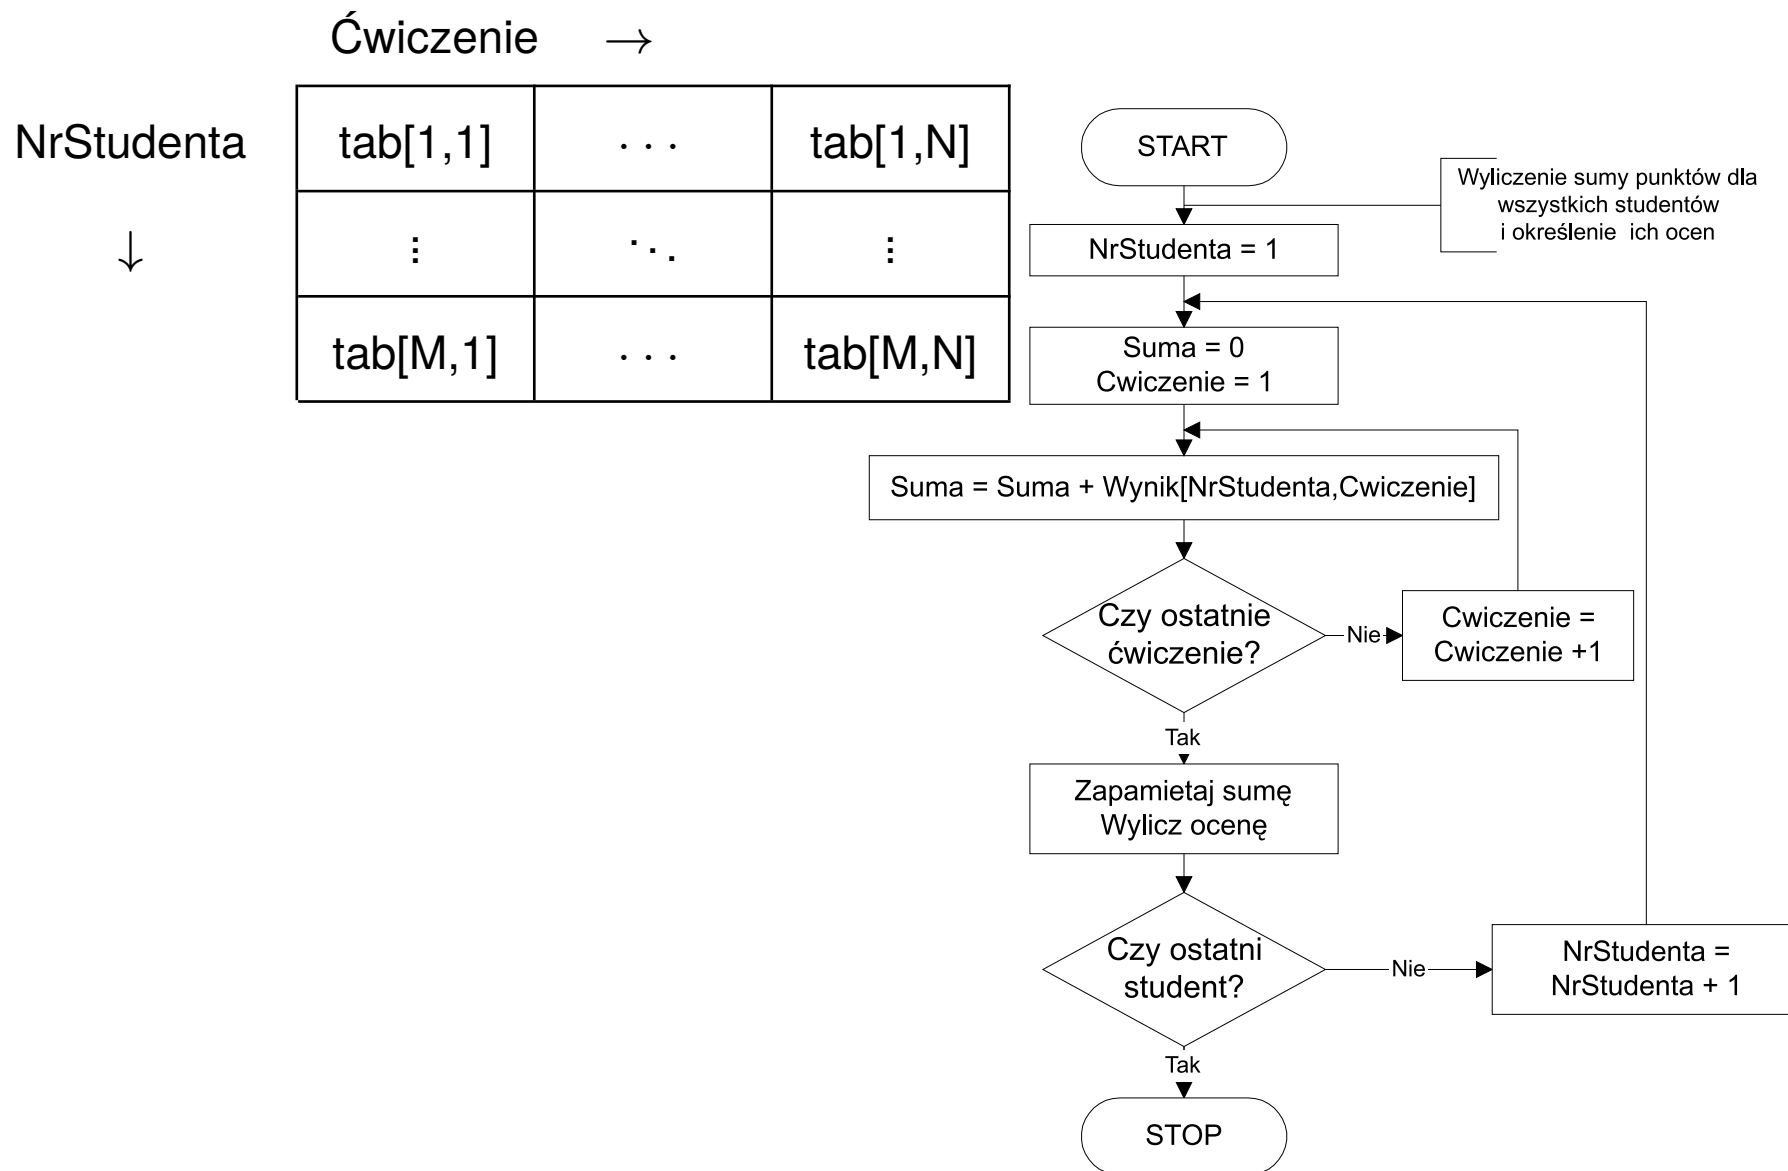 Ćwiczenie →
NrStudenta tab[1,1] ... tab[1,N]
↓ ⋮ ⋱ ⋮
tab[M,1] ... tab[M,N]
START
Wyliczenie sumy punktów dla
wszystkich studentów
i określenie ich ocen
NrStudenta = 1
Suma = 0
Cwiczenie = 1
Suma = Suma + Wynik[NrStudenta,Cwiczenie]
Czy ostatnie
ćwiczenie?
Nie
Cwiczenie =
Cwiczenie +1
Tak
Zapamietaj sumę
Wylicz ocenę
Czy ostatni
student?
Nie
NrStudenta =
NrStudenta + 1
Tak
STOP